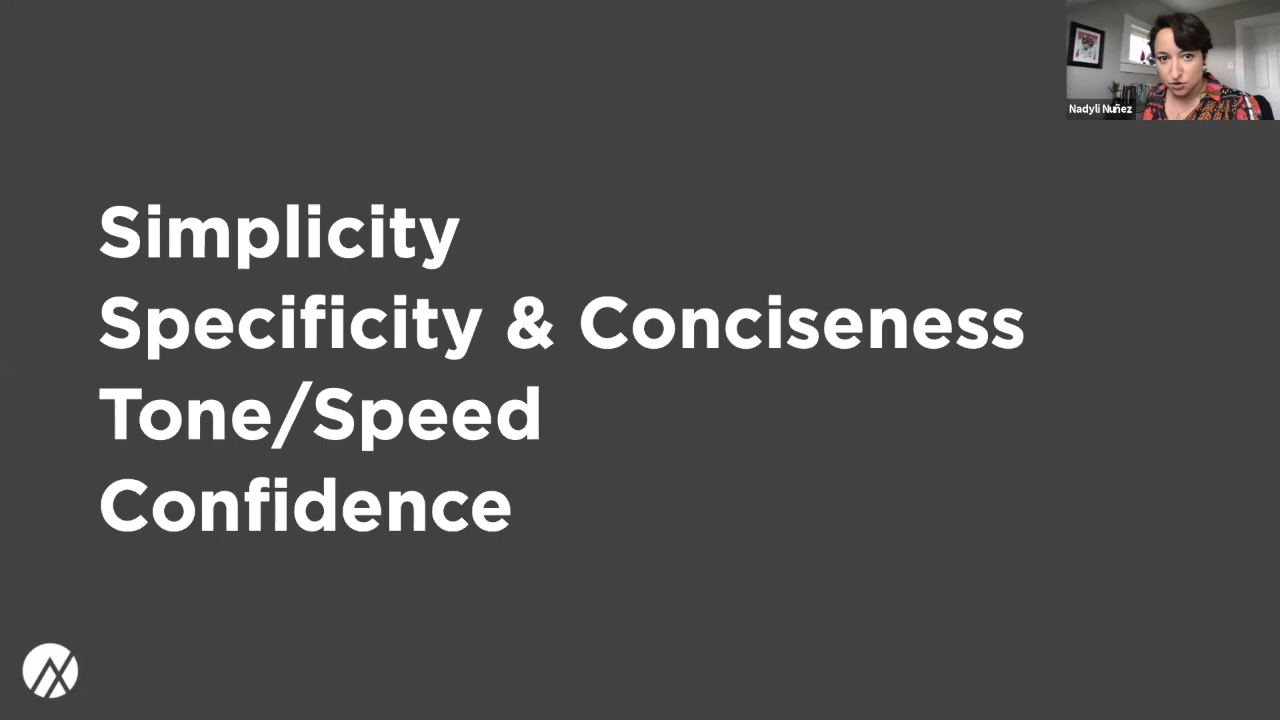 Nadyli Nuñez
Simplicity
Specificity & Conciseness
Tone/Speed
Confidence